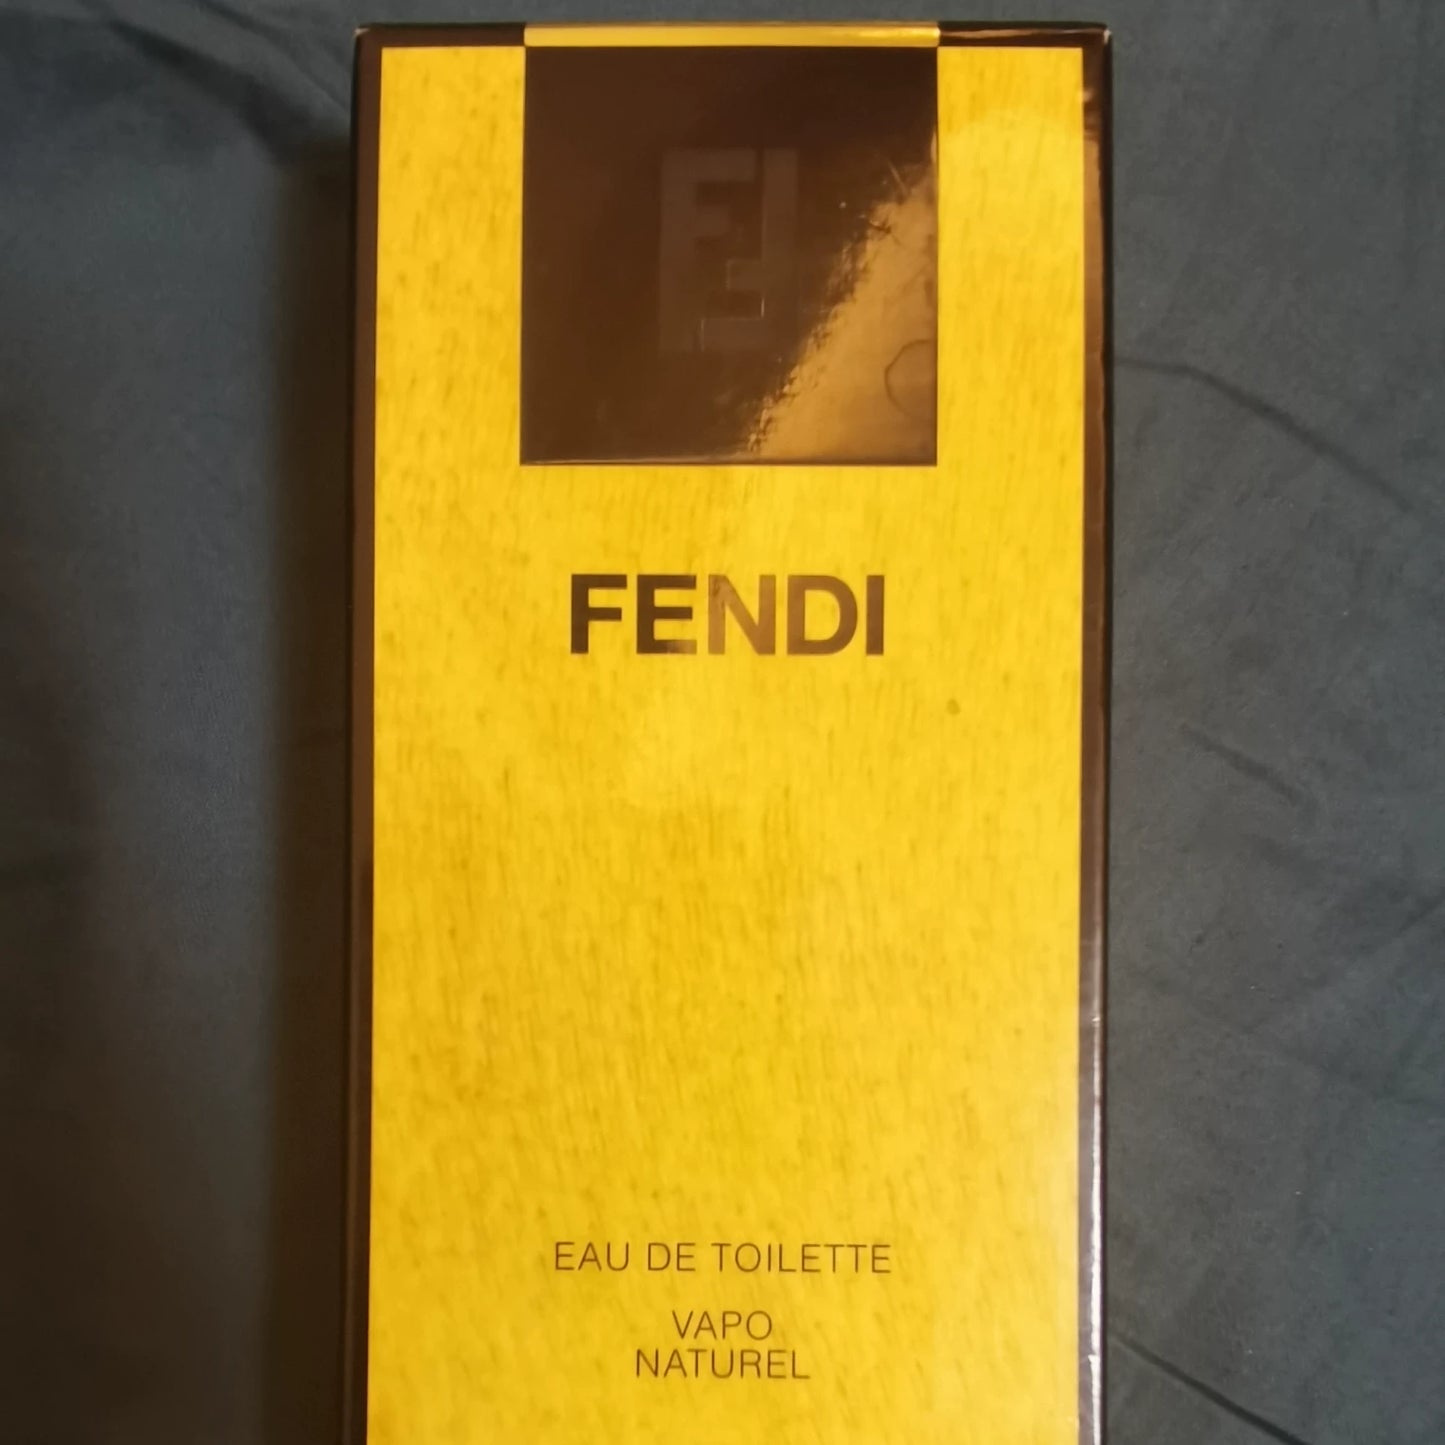 FENDI
EAU DE TOILETTE
VAPO
NATUREL